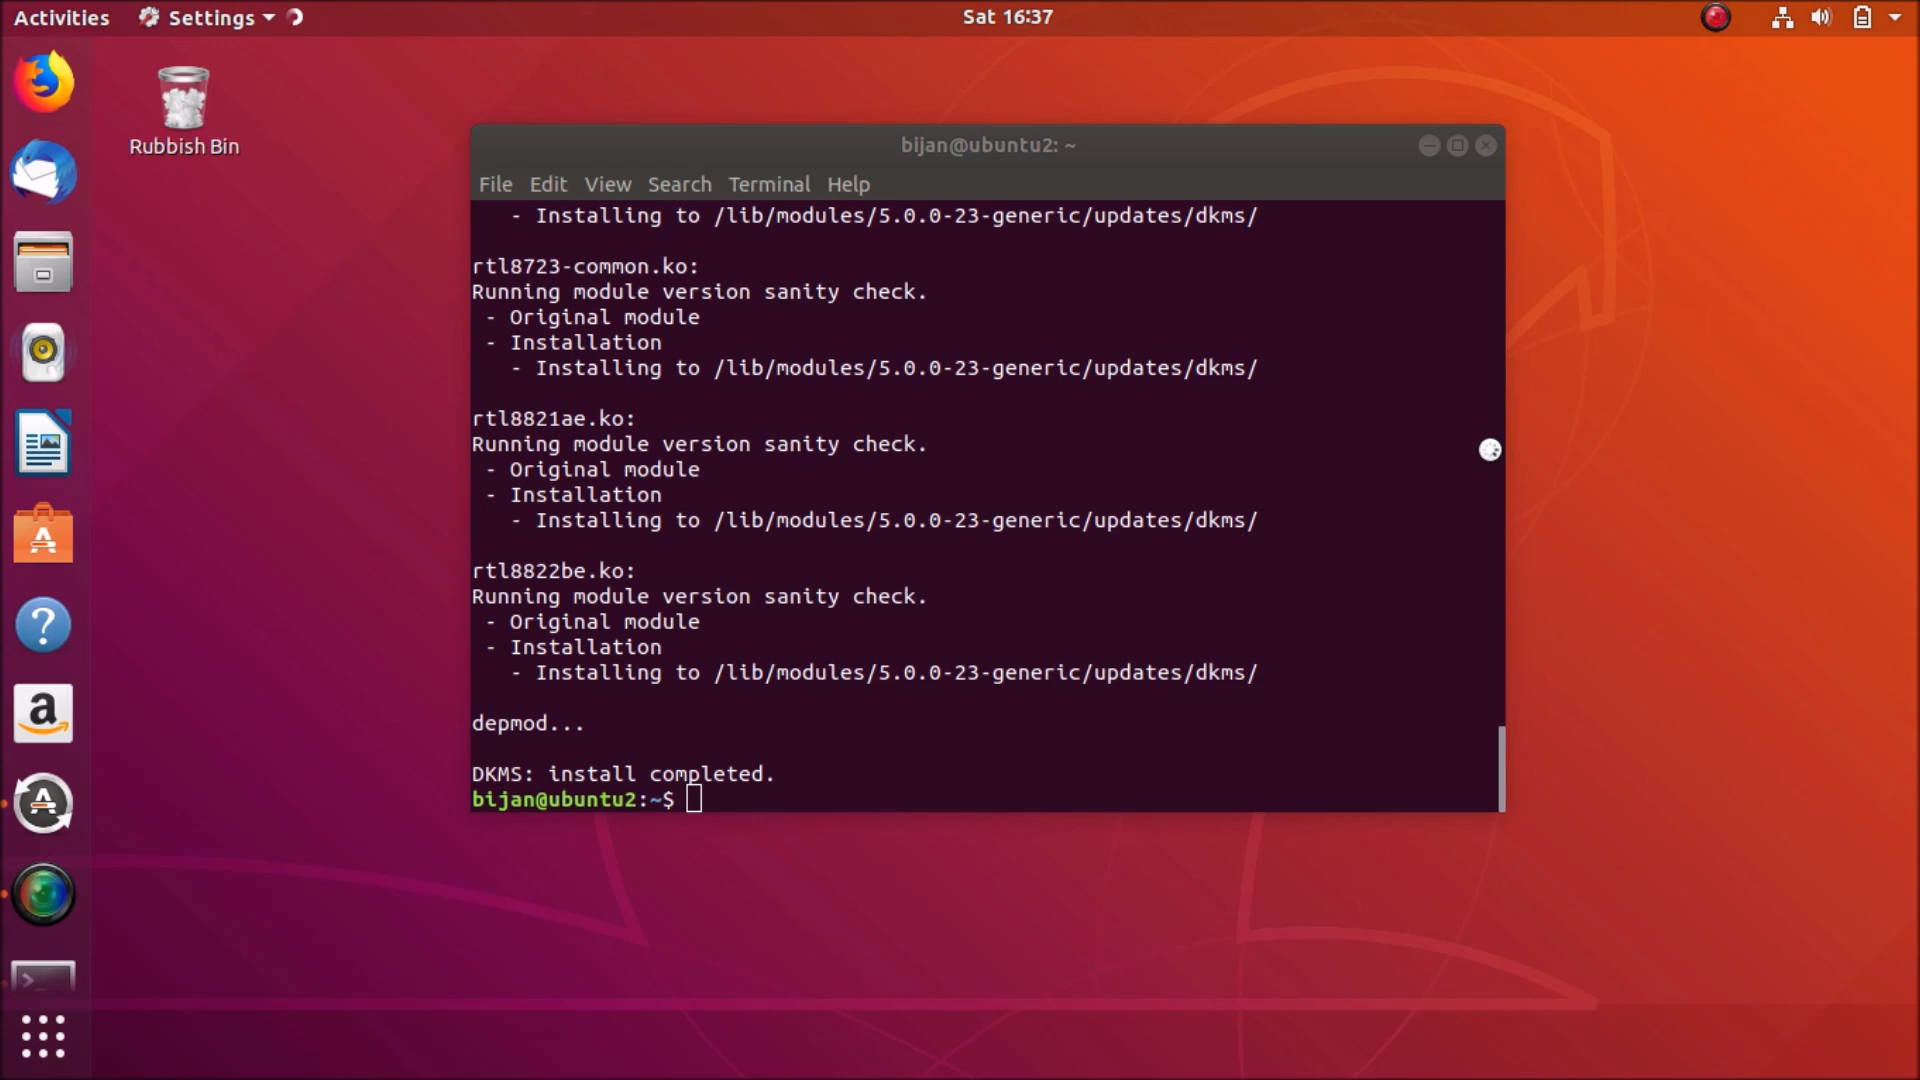 Activities Settings Sat 16:37
Rubbish Bin
bijan@ubuntu2: ~
File Edit View Search Terminal Help
- Installing to /lib/modules/5.0.0-23-generic/updates/dkms/
rtl8723-common.ko:
Running module version sanity check.
- Original module
- Installation
- Installing to /lib/modules/5.0.0-23-generic/updates/dkms/
rtl8821ae.ko:
Running module version sanity check.
- Original module
- Installation
- Installing to /lib/modules/5.0.0-23-generic/updates/dkms/
rtl8822be.ko:
Running module version sanity check.
- Original module
- Installation
- Installing to /lib/modules/5.0.0-23-generic/updates/dkms/
depmod...
DKMS: install completed.
bijan@ubuntu2:~$